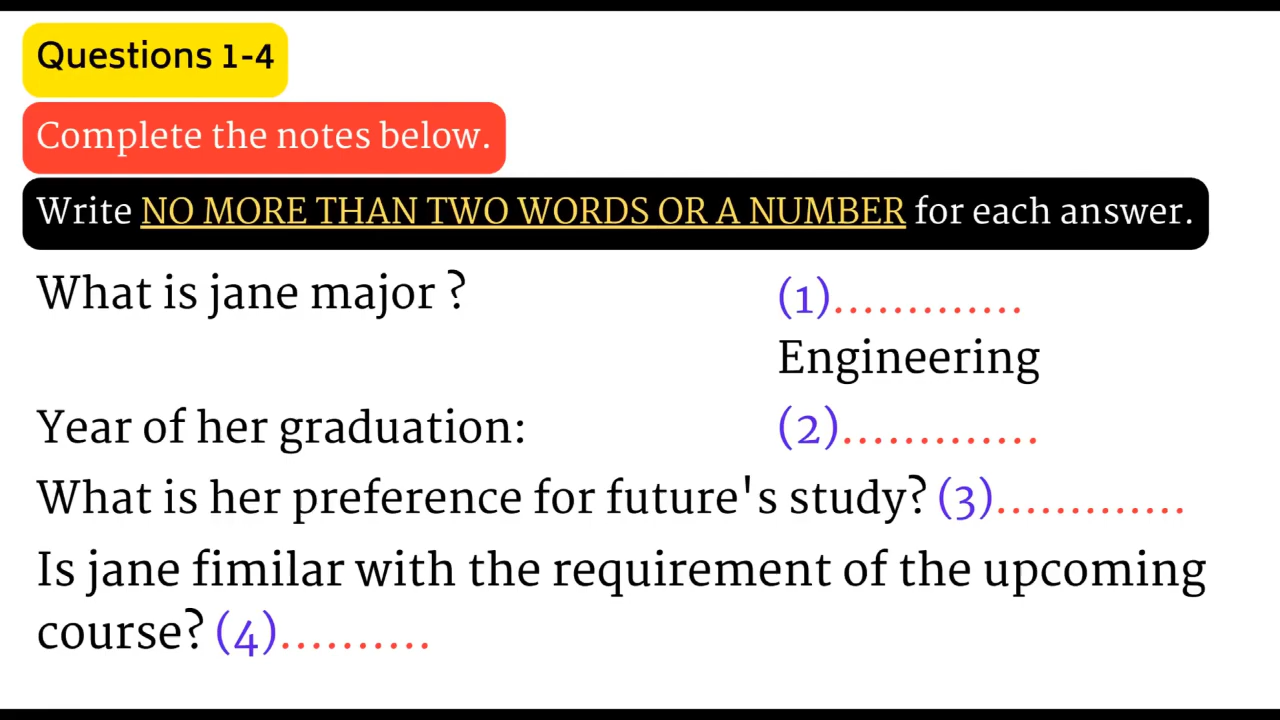 Questions 1-4
Complete the notes below.
Write NO MORE THAN TWO WORDS OR A NUMBER for each answer.
What is jane major ? (1).............
Engineering
Year of her graduation: (2).............
What is her preference for future's study? (3).............
Is jane fimilar with the requirement of the upcoming
course? (4)..........